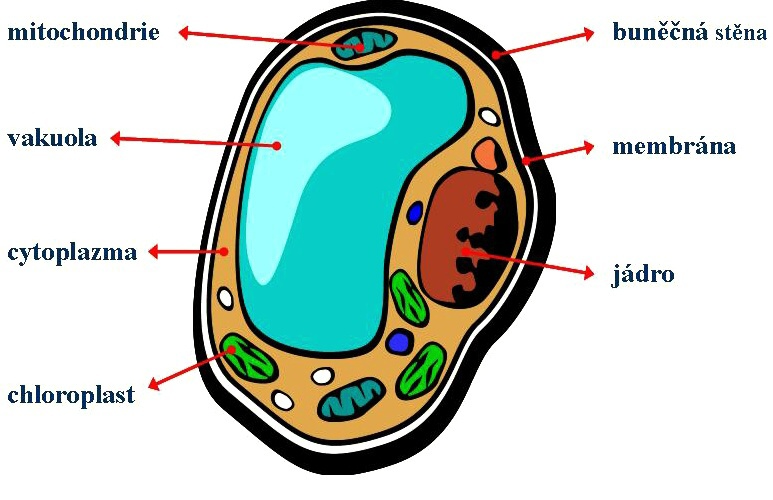 mitochondrie
buněčná stěna
vakuola
membrána
cytoplazma
jádro
chloroplast